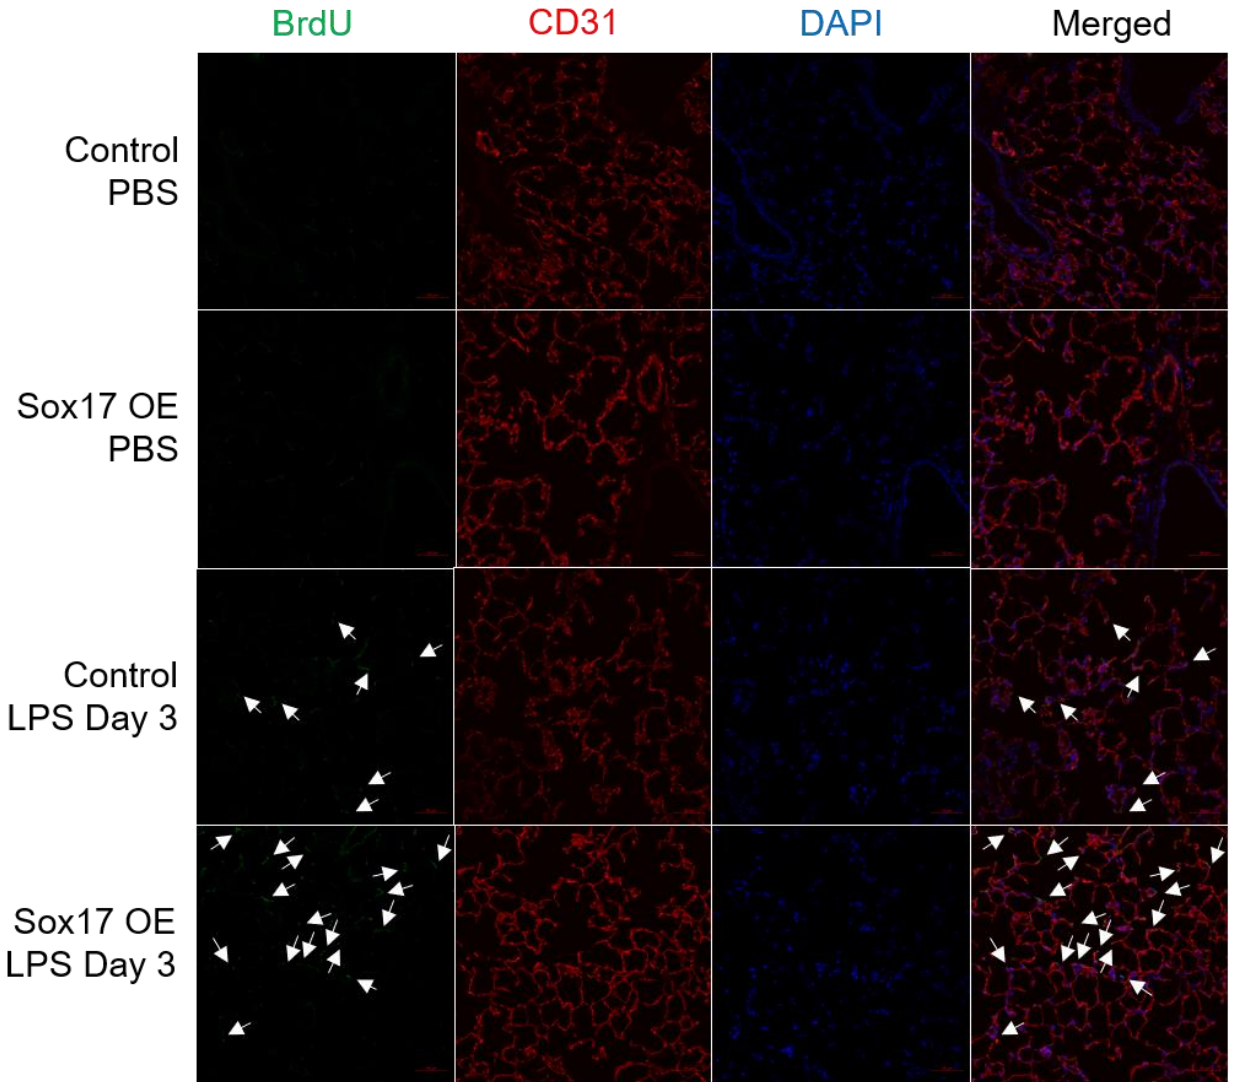 BrdU CD31 DAPI Merged
Control
PBS
Sox17 OE
PBS
Control
LPS Day 3
Sox17 OE
LPS Day 3